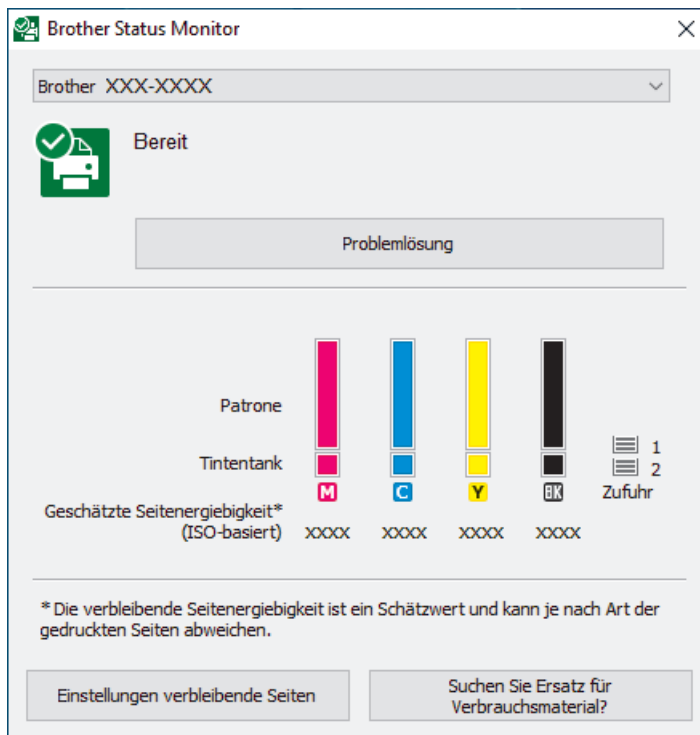 Brother Status Monitor
Brother XXX-XXXX
Bereit
Problemlösung
Patrone
Tintentank
1
2
M C Y BK Zufuhr
Geschätzte Seitenergiebigkeit*
(ISO-basiert) XXXX XXXX XXXX XXXX
* Die verbleibende Seitenergiebigkeit ist ein Schätzwert und kann je nach Art der
gedruckten Seiten abweichen.
Einstellungen verbleibende Seiten
Suchen Sie Ersatz für
Verbrauchsmaterial?